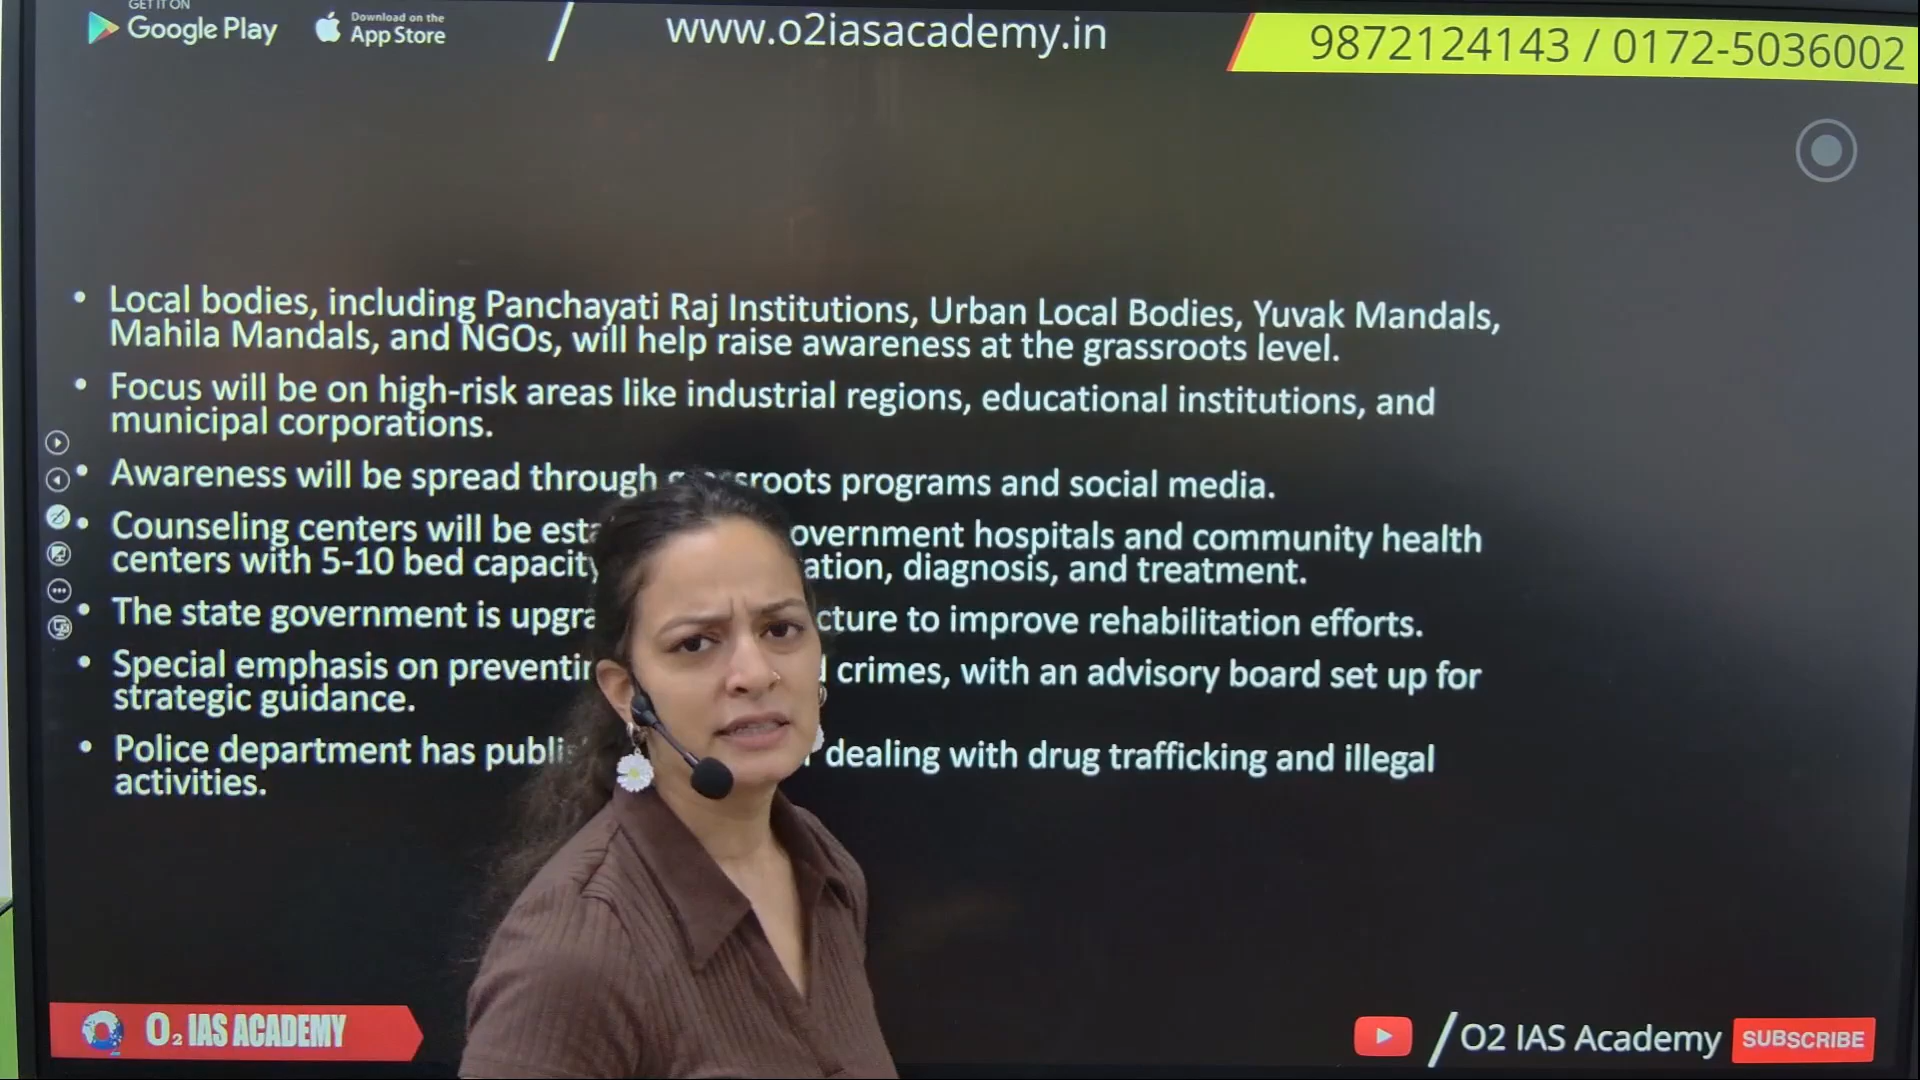 GET IT ON
Google Play
Download on the
App Store
www.o2iasacademy.in
9872124143 / 0172-5036002
• Local bodies, including Panchayati Raj Institutions, Urban Local Bodies, Yuvak Mandals,
Mahila Mandals, and NGOs, will help raise awareness at the grassroots level.
• Focus will be on high-risk areas like industrial regions, educational institutions, and
municipal corporations.
• Awareness will be spread through grassroots programs and social media.
• Counseling centers will be government hospitals and community health
centers with 5-10 bed capacity diagnosis, and treatment.
• The state government is to improve rehabilitation efforts.
• Special emphasis on crimes, with an advisory board set up for
strategic guidance.
• Police department has dealing with drug trafficking and illegal
activities.
O2 IAS ACADEMY
O2 IAS Academy
SUBSCRIBE